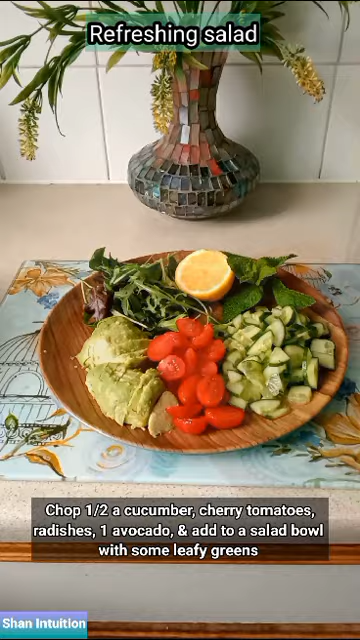 Refreshing salad
Chop 1/2 a cucumber, cherry tomatoes,
radishes, 1 avocado, & add to a salad bowl
with some leafy greens
Shan Intuition